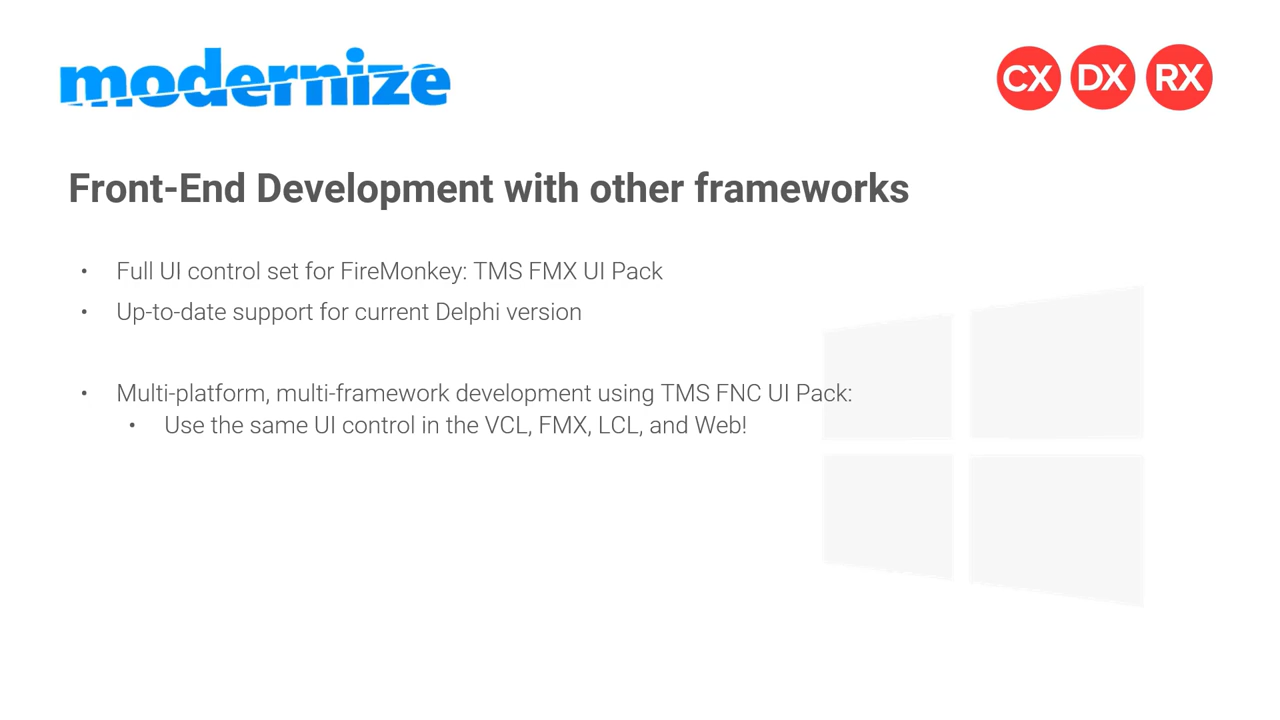 modernize
CX DX RX
Front-End Development with other frameworks
• Full UI control set for FireMonkey: TMS FMX UI Pack
• Up-to-date support for current Delphi version
• Multi-platform, multi-framework development using TMS FNC UI Pack:
• Use the same UI control in the VCL, FMX, LCL, and Web!